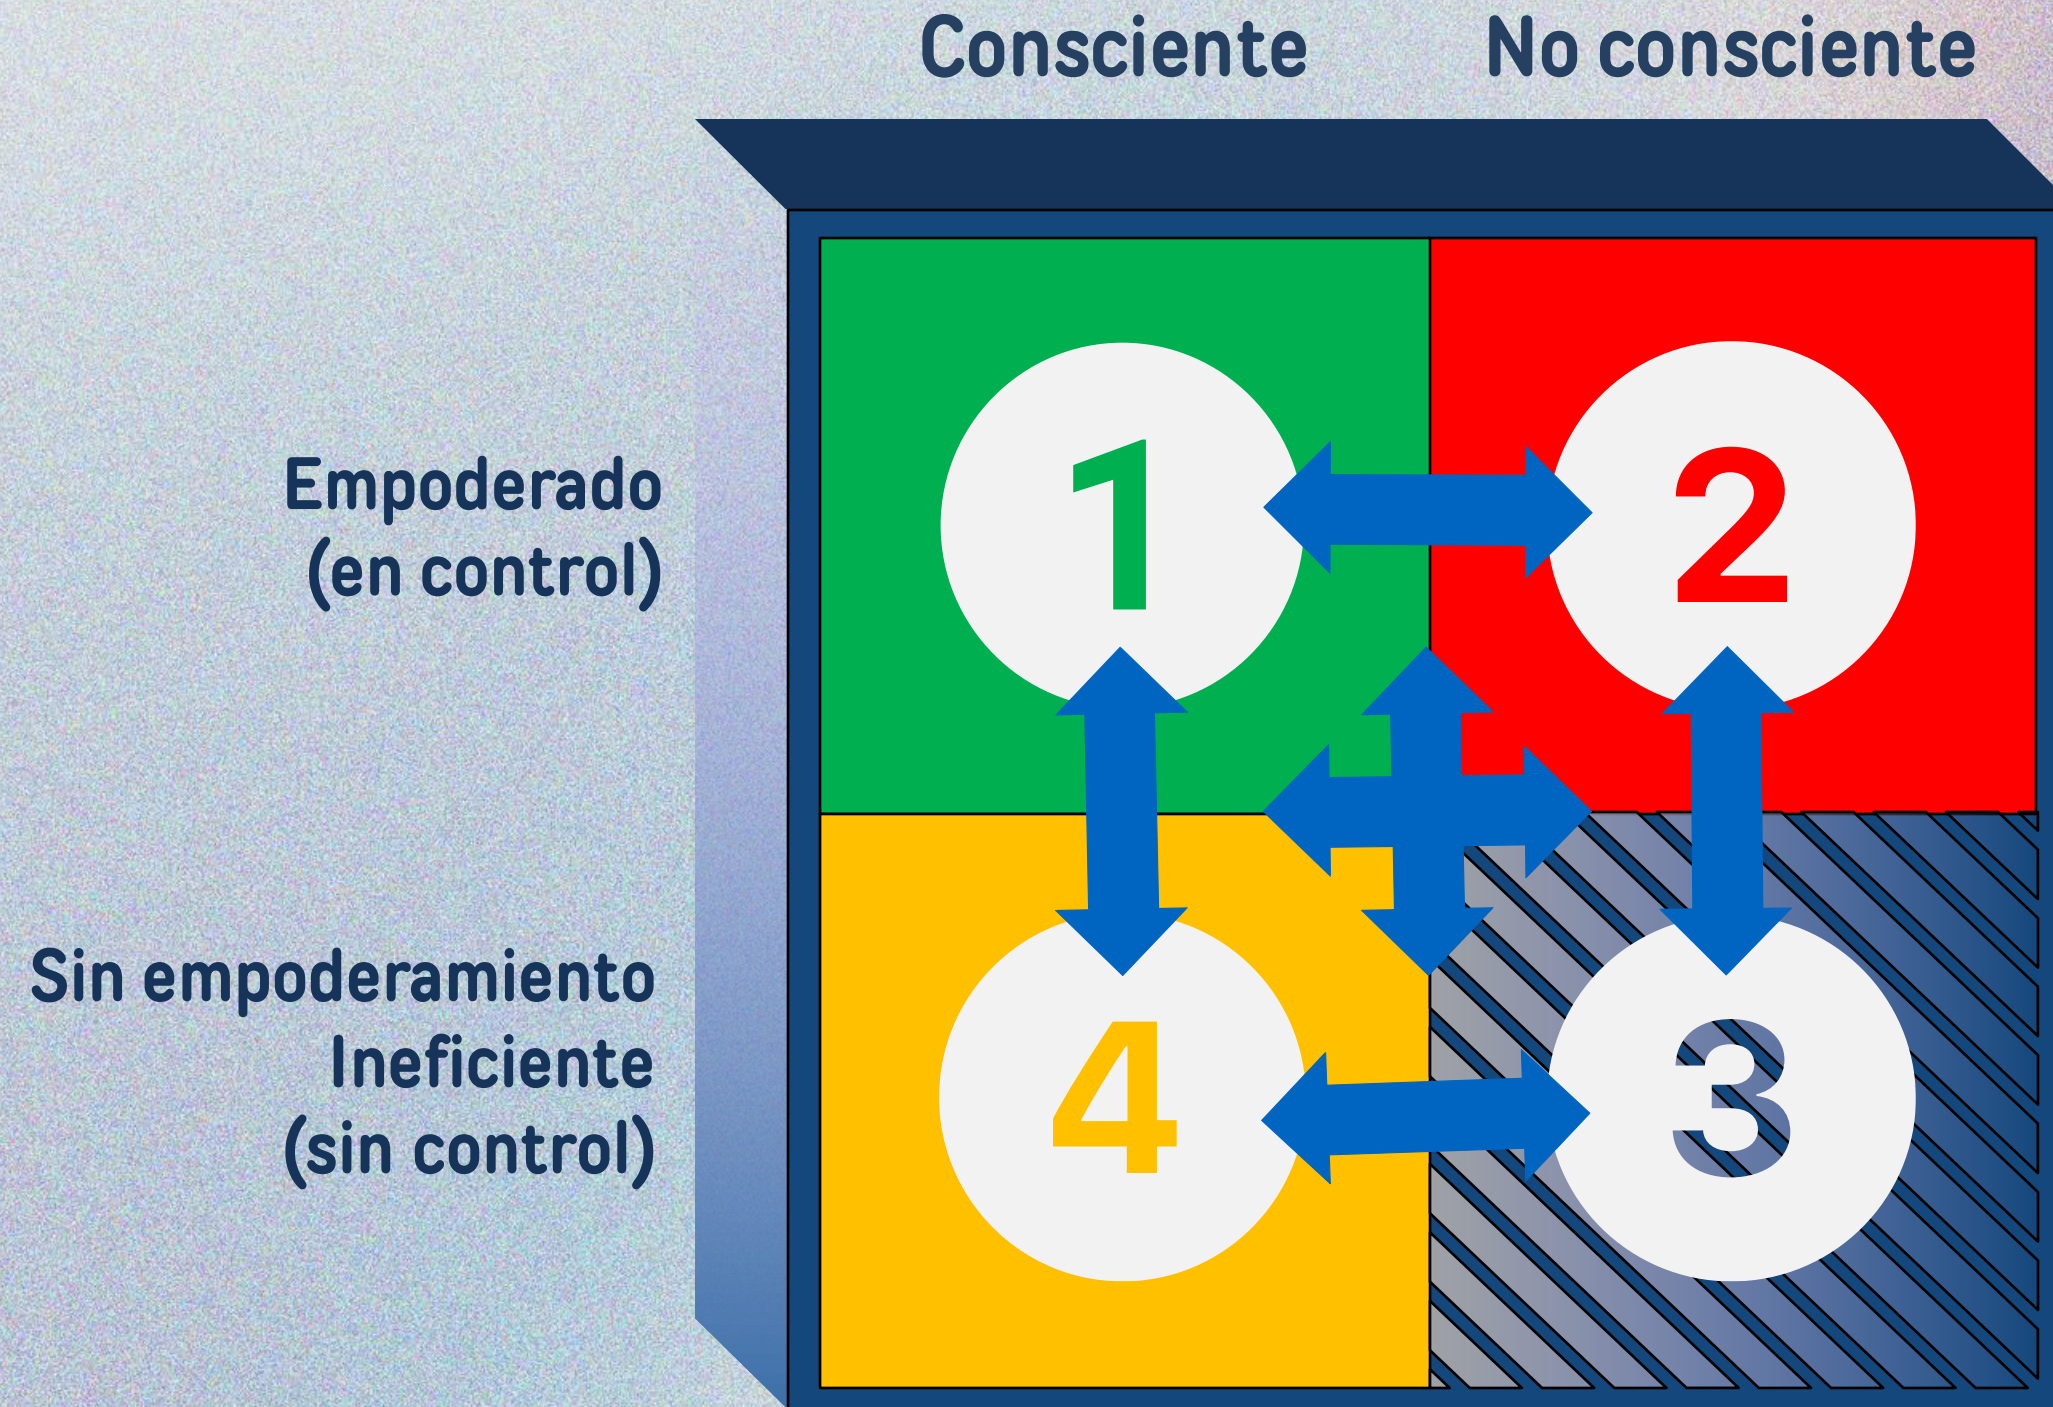 Consciente
No consciente
Empoderado
(en control)
1
2
Sin empoderamiento
Ineficiente
(sin control)
4
3